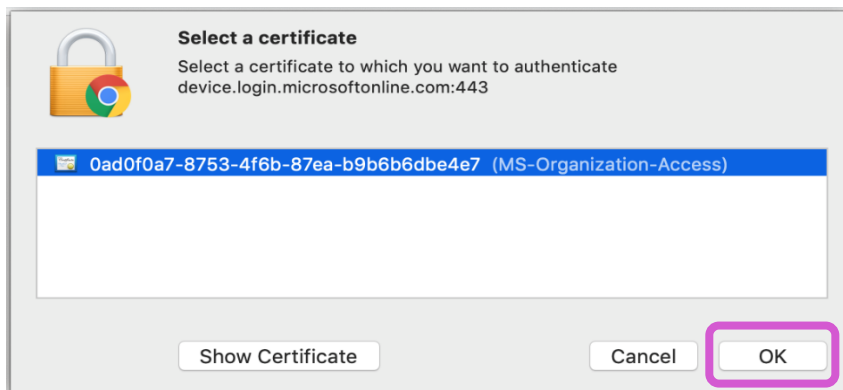 Select a certificate
Select a certificate to which you want to authenticate
device.login.microsoftonline.com:443
0ad0f0a7-8753-4f6b-87ea-b9b6b6dbe4e7 (MS-Organization-Access)
Show Certificate Cancel OK